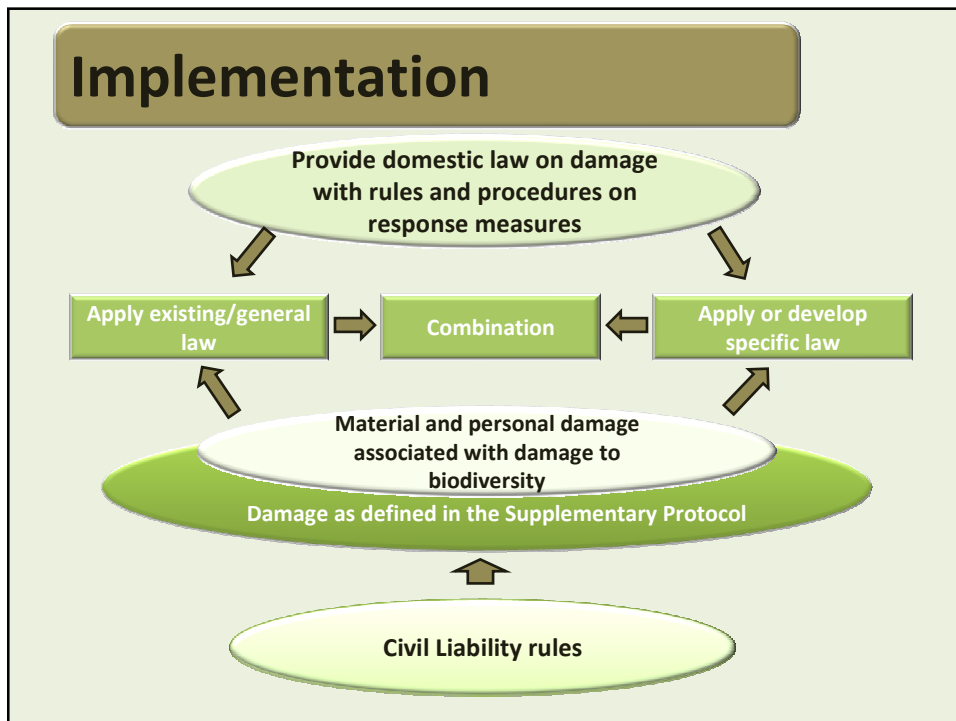 Implementation
Provide domestic law on damage
with rules and procedures on
response measures
Apply existing/general
law
Combination
Apply or develop
specific law
Material and personal damage
associated with damage to
biodiversity
Damage as defined in the Supplementary Protocol
Civil Liability rules